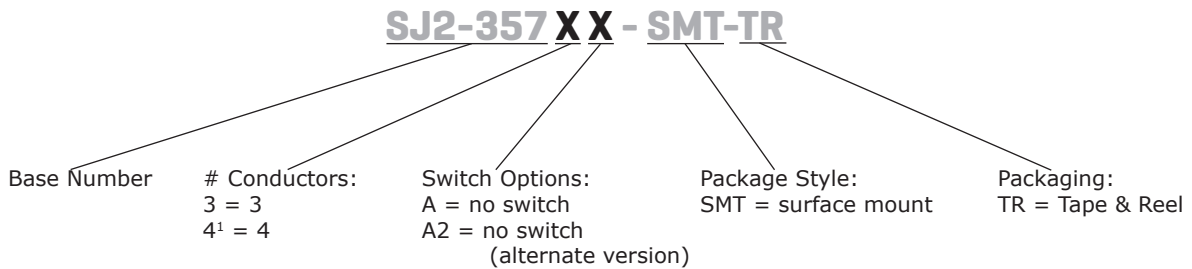 SJ2-357 X X - SMT-TR
Base Number
# Conductors:
3 = 3
4¹ = 4
Switch Options:
A = no switch
A2 = no switch
(alternate version)
Package Style:
SMT = surface mount
Packaging:
TR = Tape & Reel